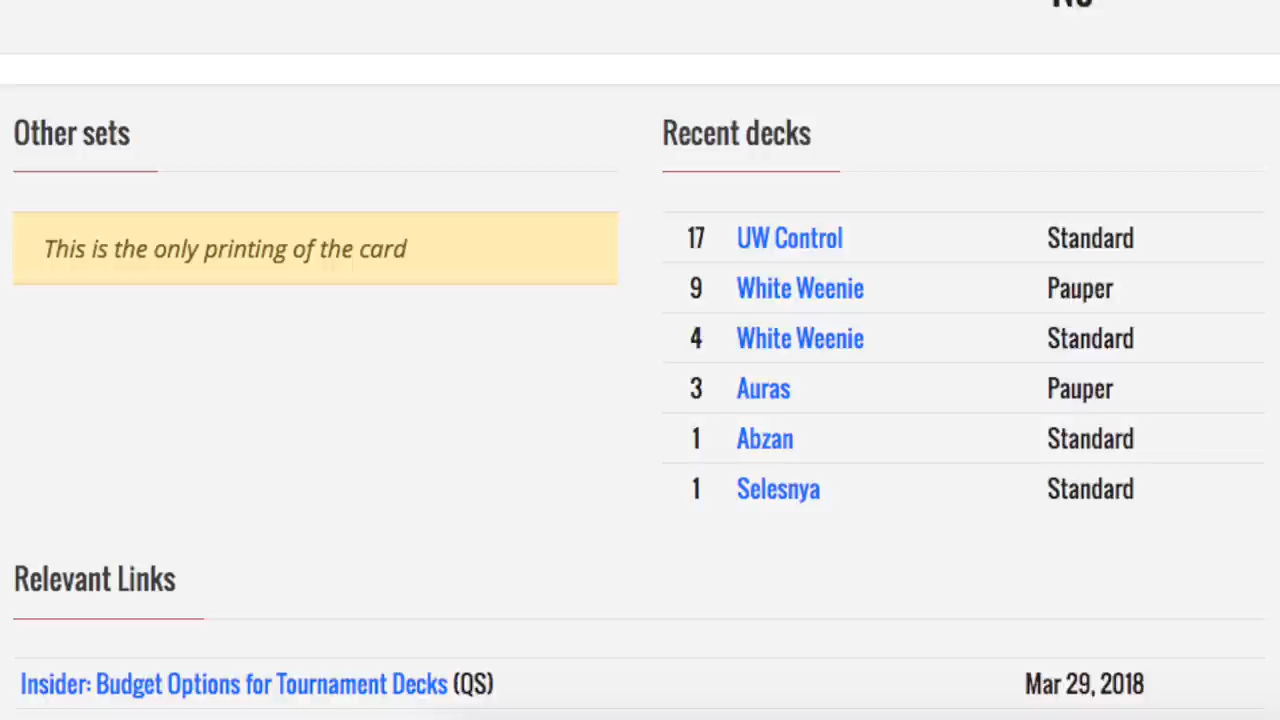 Other sets
This is the only printing of the card
Recent decks
17 UW Control Standard
9 White Weenie Pauper
4 White Weenie Standard
3 Auras Pauper
1 Abzan Standard
1 Selesnya Standard
Relevant Links
Insider: Budget Options for Tournament Decks (QS) Mar 29, 2018